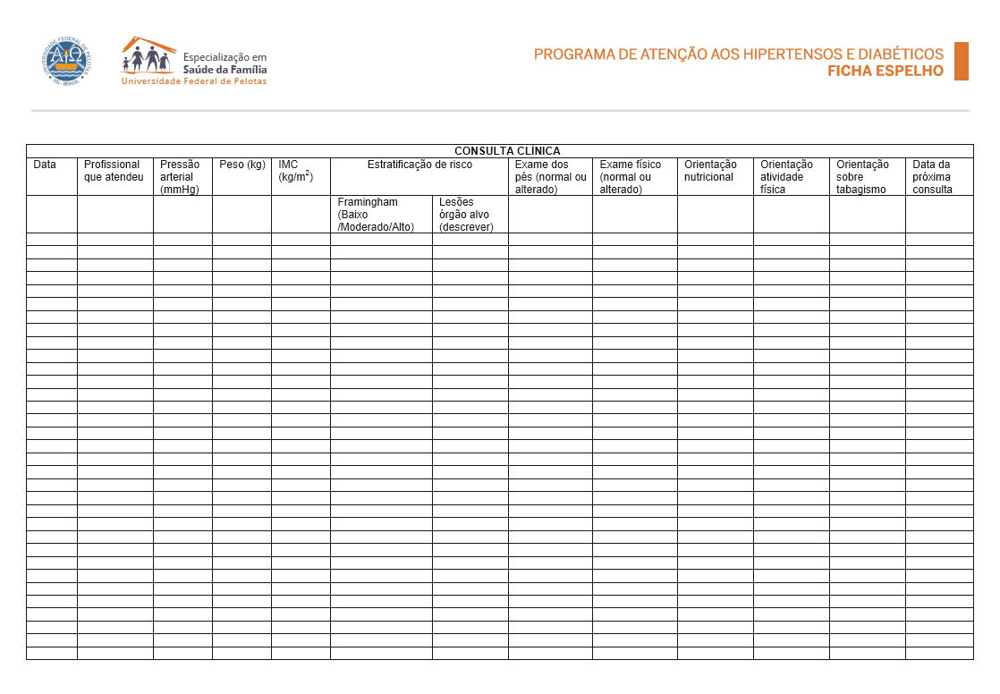 UNIVERSIDADE FEDERAL DE PELOTAS
RS - BRASIL
Especialização em
Saúde da Família
Universidade Federal de Pelotas
PROGRAMA DE ATENÇÃO AOS HIPERTENSOS E DIABÉTICOS
FICHA ESPELHO
CONSULTA CLÍNICA
Data
Profissional
que atendeu
Pressão
arterial
(mmHg)
Peso (kg)
IMC
(kg/m²)
Estratificação de risco
Exame dos
pés (normal ou
alterado)
Exame físico
(normal ou
alterado)
Orientação
nutricional
Orientação
atividade
física
Orientação
sobre
tabagismo
Data da
próxima
consulta
Framingham
(Baixo
/Moderado/Alto)
Lesões
órgão alvo
(descrever)